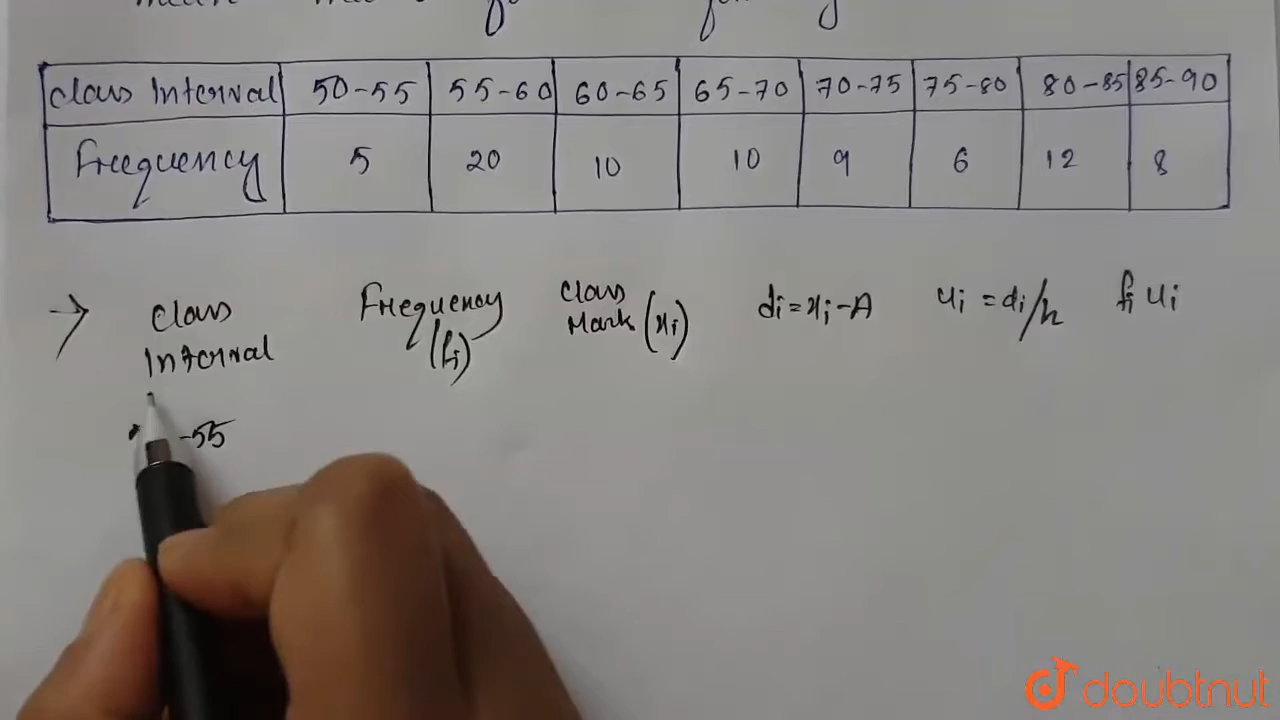 Class Interval 50-55 55-60 60-65 65-70 70-75 75-80 80-85 85-90
Frequency 5 20 10 10 9 6 12 8
→ Class Interval Frequency (fi) Class Mark (xi) di = xi - A ui = di/h fi ui
-55
doubtnut